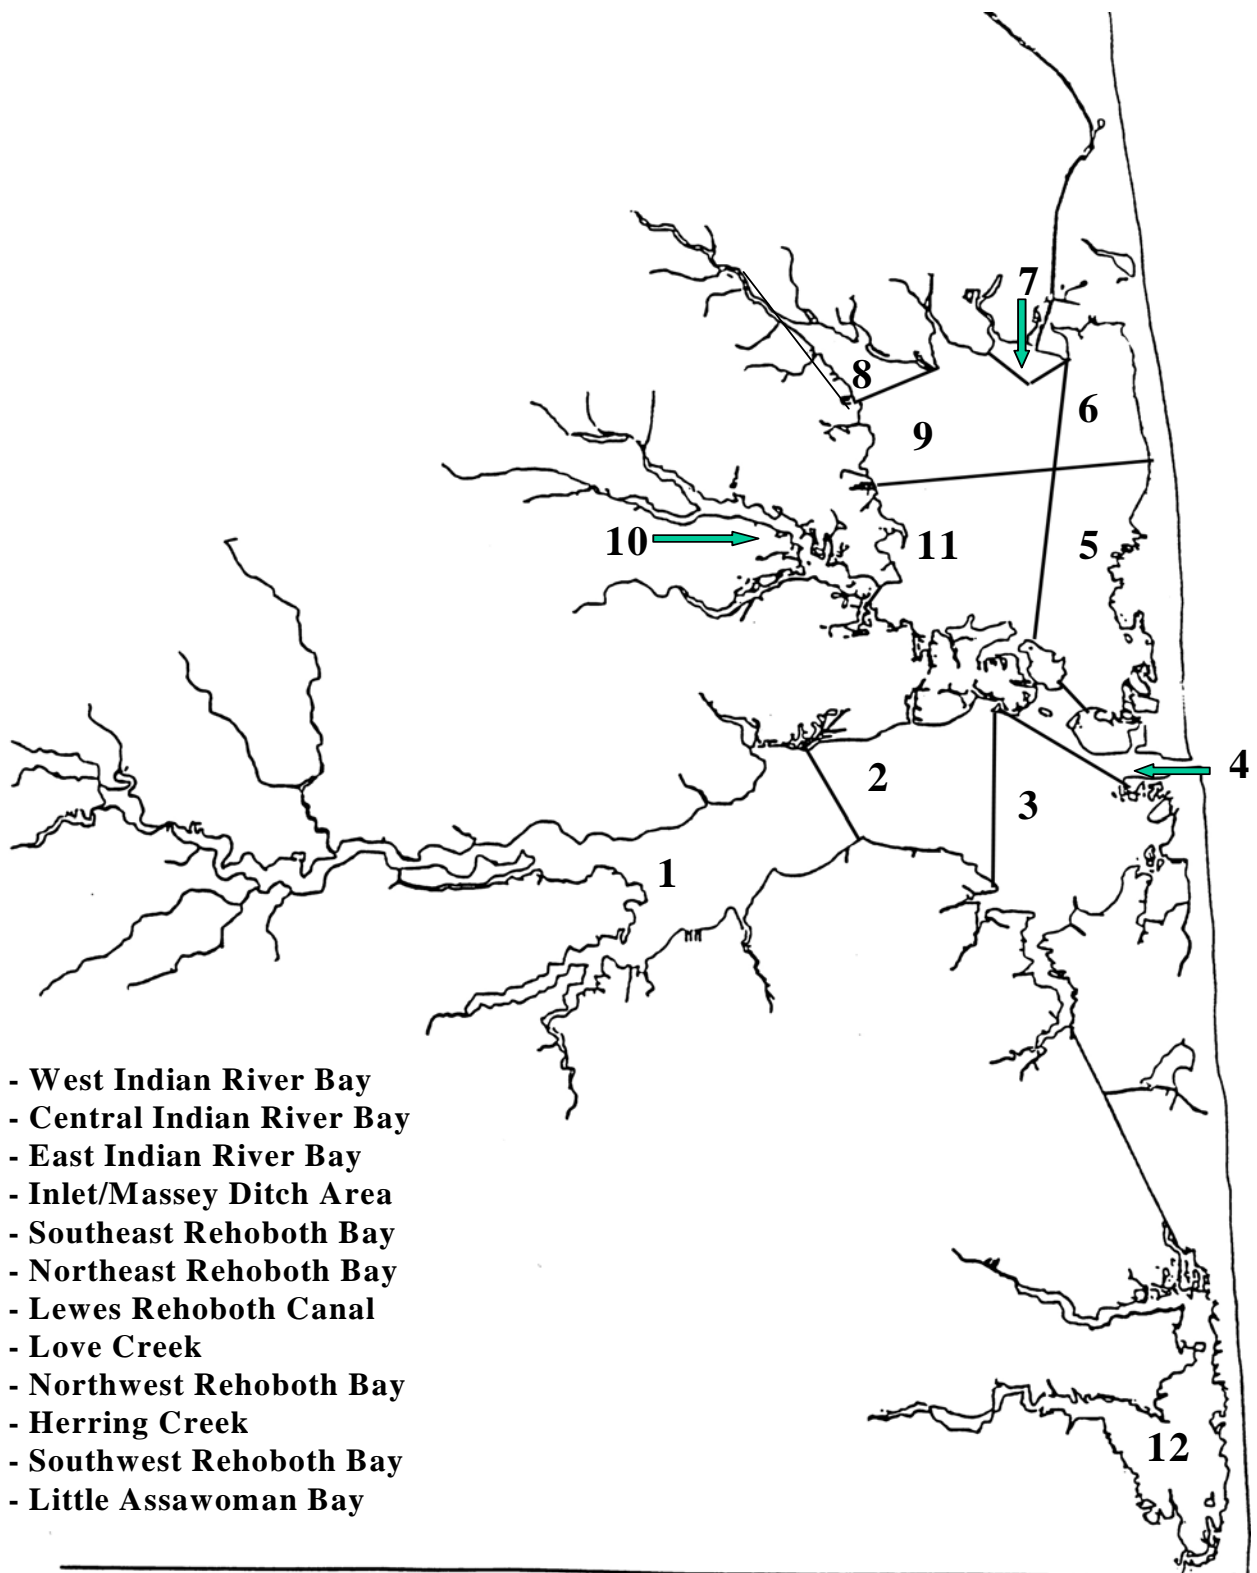 7
8
6
9
10
11
5
4
2
3
1
- West Indian River Bay
- Central Indian River Bay
- East Indian River Bay
- Inlet/Massey Ditch Area
- Southeast Rehoboth Bay
- Northeast Rehoboth Bay
- Lewes Rehoboth Canal
- Love Creek
- Northwest Rehoboth Bay
- Herring Creek
- Southwest Rehoboth Bay
- Little Assawoman Bay
12